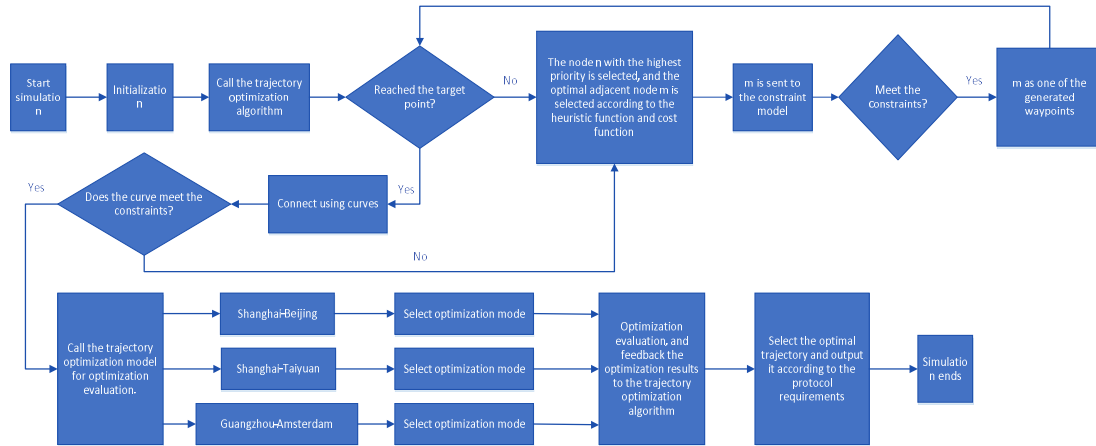 Start
simulatio
n
Initializatio
n
Call the trajectory
optimization
algorithm
Reached the target
point?
No
The node n with the highest
priority is selected, and the
optimal adjacent node m is
selected according to the
heuristic function and cost
function
m is sent to
the constraint
model
Meet the
constraints?
Yes
m as one of the
generated
waypoints
Yes
Does the curve meet the
constraints?
Connect using curves
Yes
No
Call the trajectory
optimization model
for optimization
evaluation.
Shanghai-Beijing
Select optimization mode
Shanghai-Taiyuan
Select optimization mode
Guangzhou-Amsterdam
Select optimization mode
Optimization
evaluation, and
feedback the
optimization results
to the trajectory
optimization
algorithm
Select the optimal
trajectory and output
it according to the
protocol
requirements
Simulatio
n ends